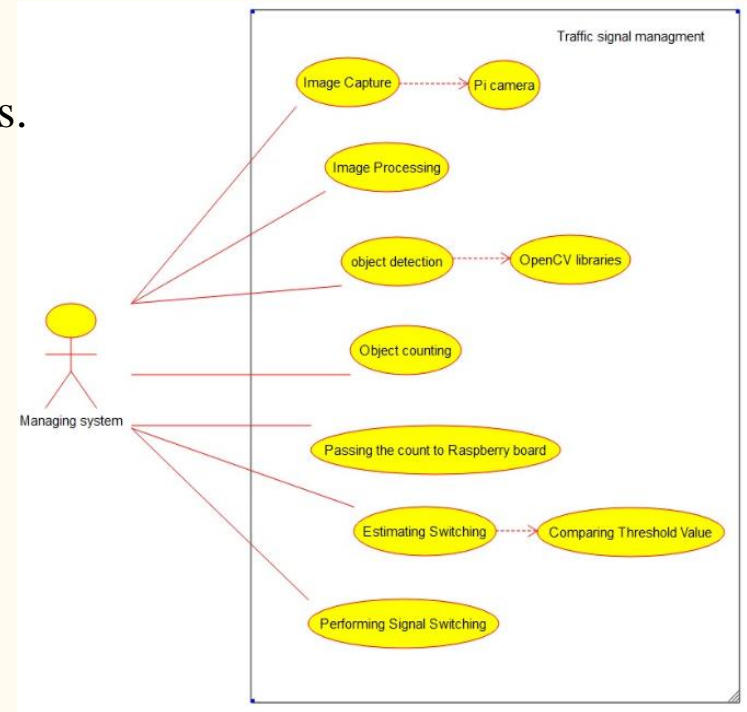 Traffic signal managment
s.
Image Capture
Pi camera
Image Processing
object detection
OpenCV libraries
Object counting
Managing system
Passing the count to Raspberry board
Estimating Switching
Comparing Threshold Value
Performing Signal Switching